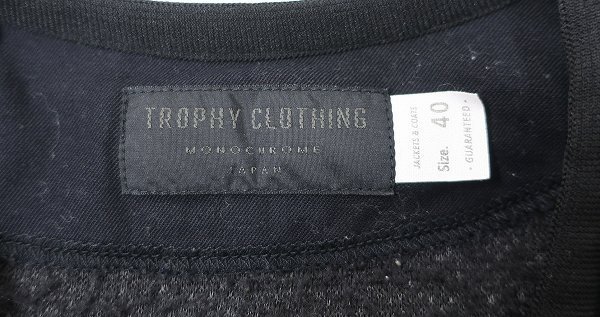 TROPHY CLOTHING
MONOCHROME
JAPAN
JACKETS & COATS
Size. 40
· GUARANTEED ·